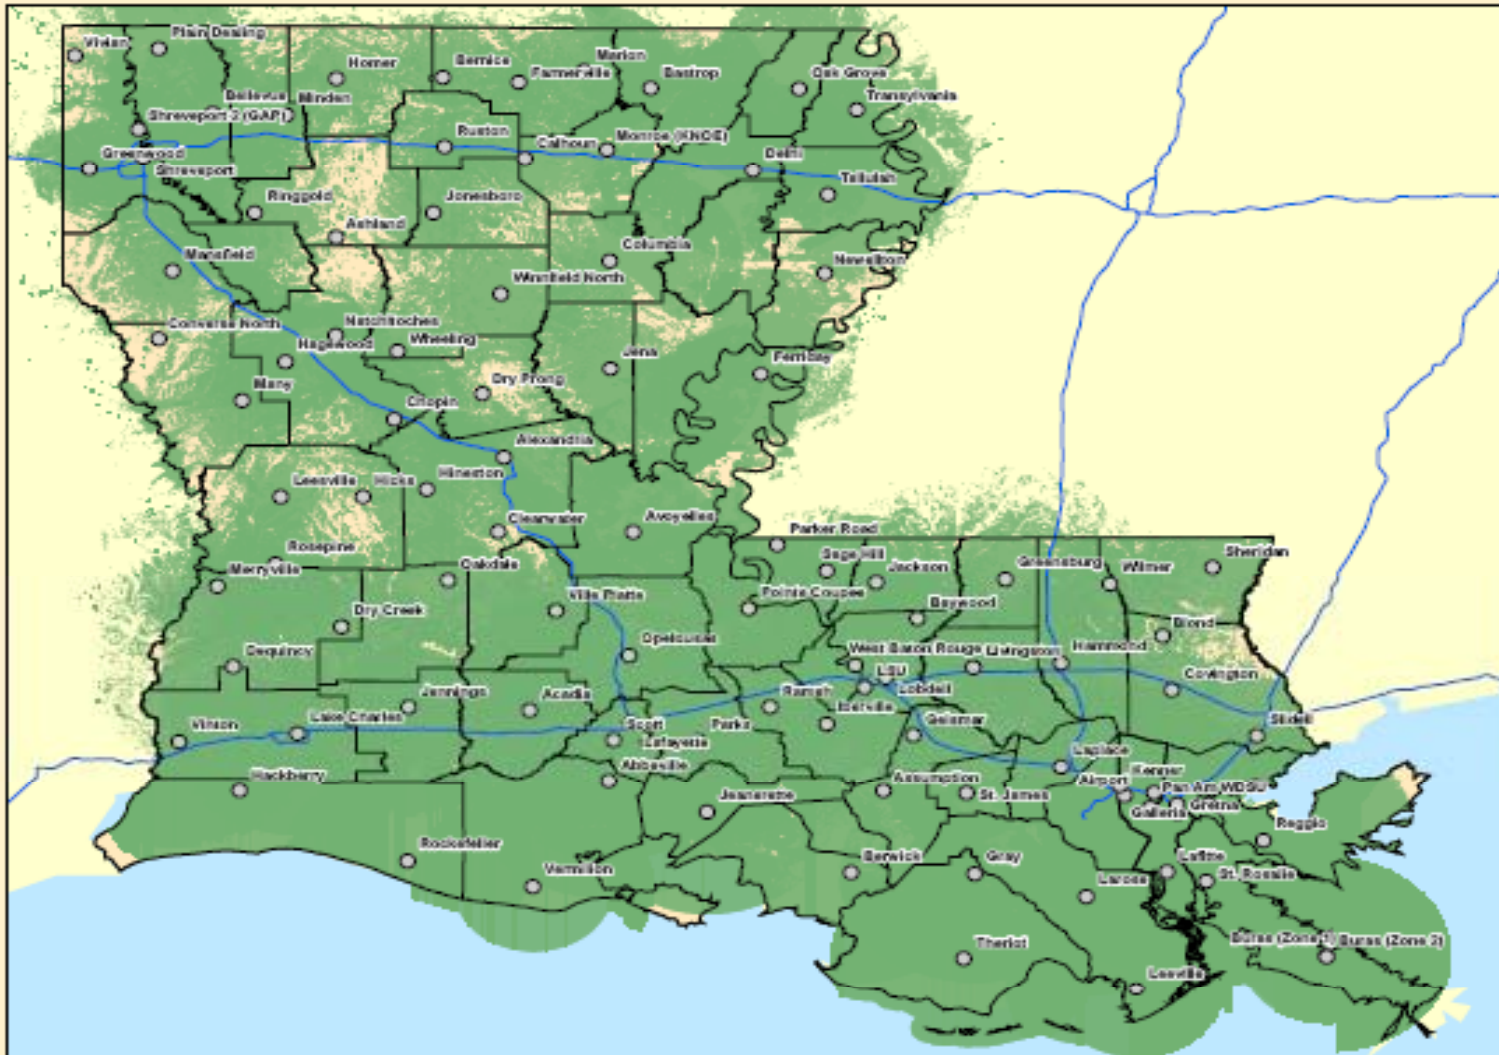 Vivian
Plain Dealing
Homer
Bernice
Farmerville
Marion
Bastrop
Oak Grove
Transylvania
Bellevue
Minden
Shreveport 2 (GAP)
Ruston
Calhoun
Monroe (KNOE)
Delhi
Greenwood
Shreveport
Tallulah
Ringgold
Jonesboro
Ashland
Columbia
Mansfield
Newellton
Winnfield North
Converse North
Natchitoches
Hagewood
Wheeling
Jena
Ferriday
Many
Dry Prong
Chopin
Alexandria
Leesville
Hicks
Hineston
Clearwater
Avoyelles
Parker Road
Rosepine
Sage Hill
Sheridan
Merryville
Oakdale
Jackson
Greensburg
Wilmer
Ville Platte
Pointe Coupee
Dry Creek
Baywood
Blond
Dequincy
Opelousas
West Baton Rouge
Livingston
Hammond
LSU
Covington
Jennings
Acadia
Ramah
Lobdell
Vinton
Lake Charles
Scott
Parks
Iberville
Geismar
Slidell
Lafayette
Laplace
Hackberry
Abbeville
Kenner
Assumption
Airport
Pan Am WDSU
Jeanerette
St. James
Gretna
Galleria
Reggio
Rockefeller
Vermilion
Berwick
Gray
Lafitte
Larose
St. Rosalie
Theriot
Buras (Zone 1)
Buras (Zone 2)
Leeville